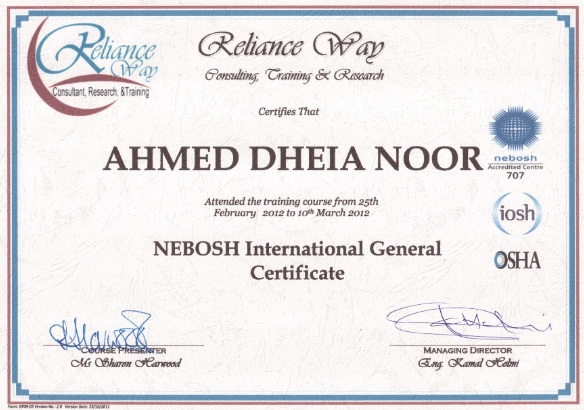 Reliance Way
Consultant, Research, &Training
Reliance Way
Consulting, Training & Research
Certifies That
AHMED DHEIA NOOR
nebosh
Accredited Centre
707
Attended the training course from 25th
February 2012 to 10th March 2012
iosh
NEBOSH International General
Certificate
OSHA
COURSE PRESENTER
Ms Sharon Harwood
MANAGING DIRECTOR
Eng. Kamal Helmi